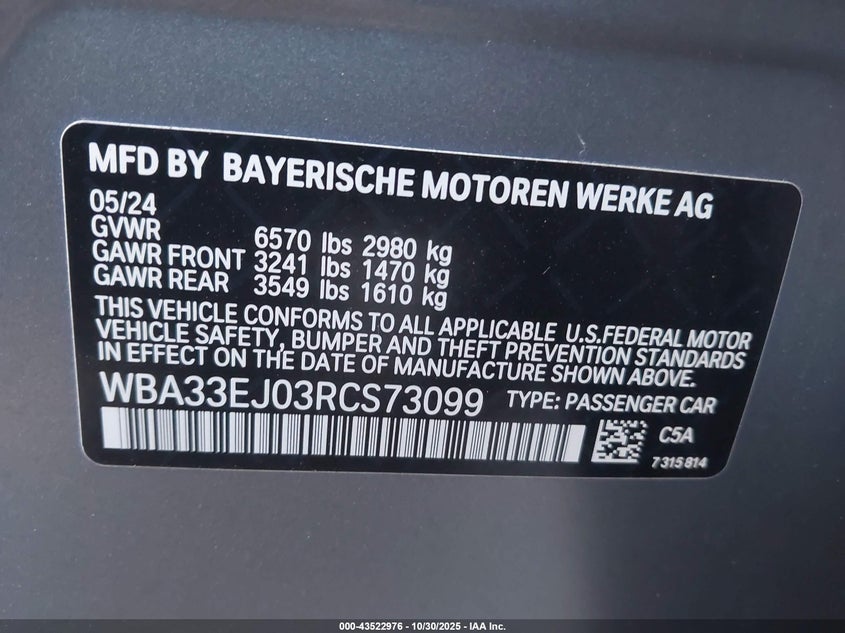 MFD BY BAYERISCHE MOTOREN WERKE AG
05/24
GVWR 6570 lbs 2980 kg
GAWR FRONT 3241 lbs 1470 kg
GAWR REAR 3549 lbs 1610 kg
THIS VEHICLE CONFORMS TO ALL APPLICABLE U.S.FEDERAL MOTOR
VEHICLE SAFETY, BUMPER AND THEFT PREVENTION STANDARDS
IN EFFECT ON THE DATE OF MANUFACTURE SHOWN ABOVE.
WBA33EJ03RCS73099 TYPE: PASSENGER CAR
C5A
7315814
000-43522976 - 10/30/2025 - IAA Inc.